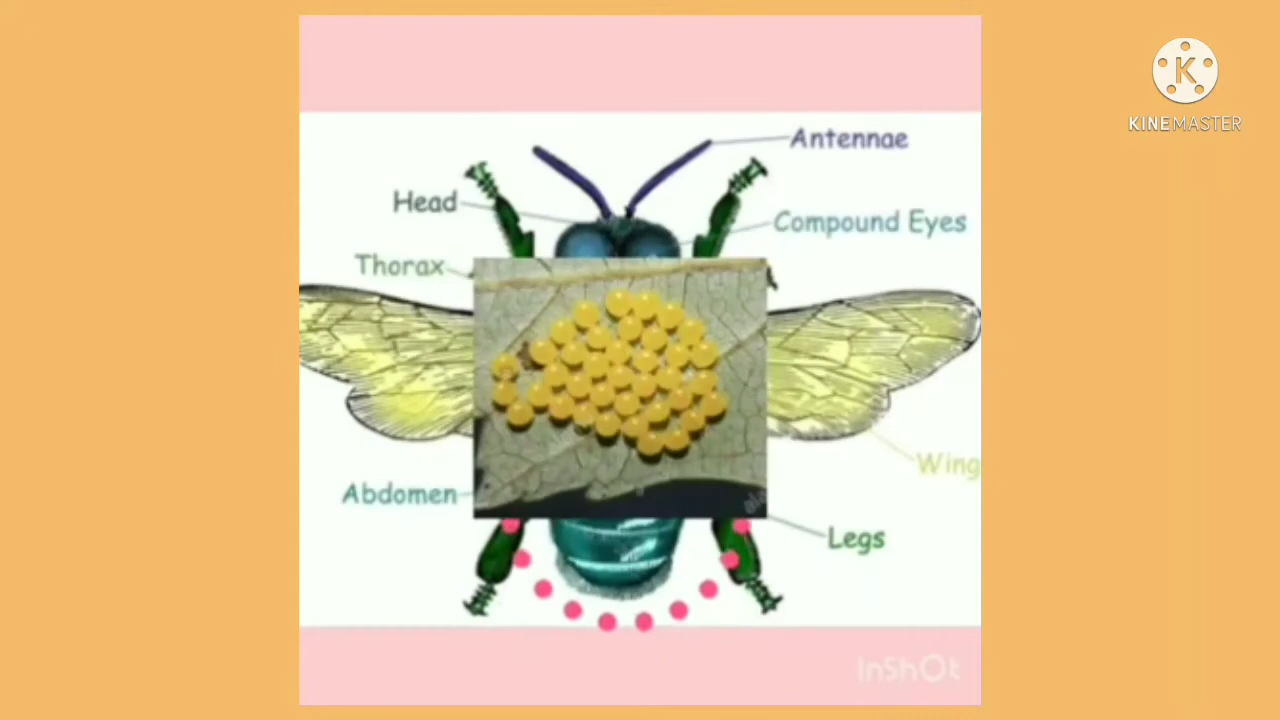 KINEMASTER
Antennae
Head
Compound Eyes
Thorax
Wing
Abdomen
Legs
InShOt